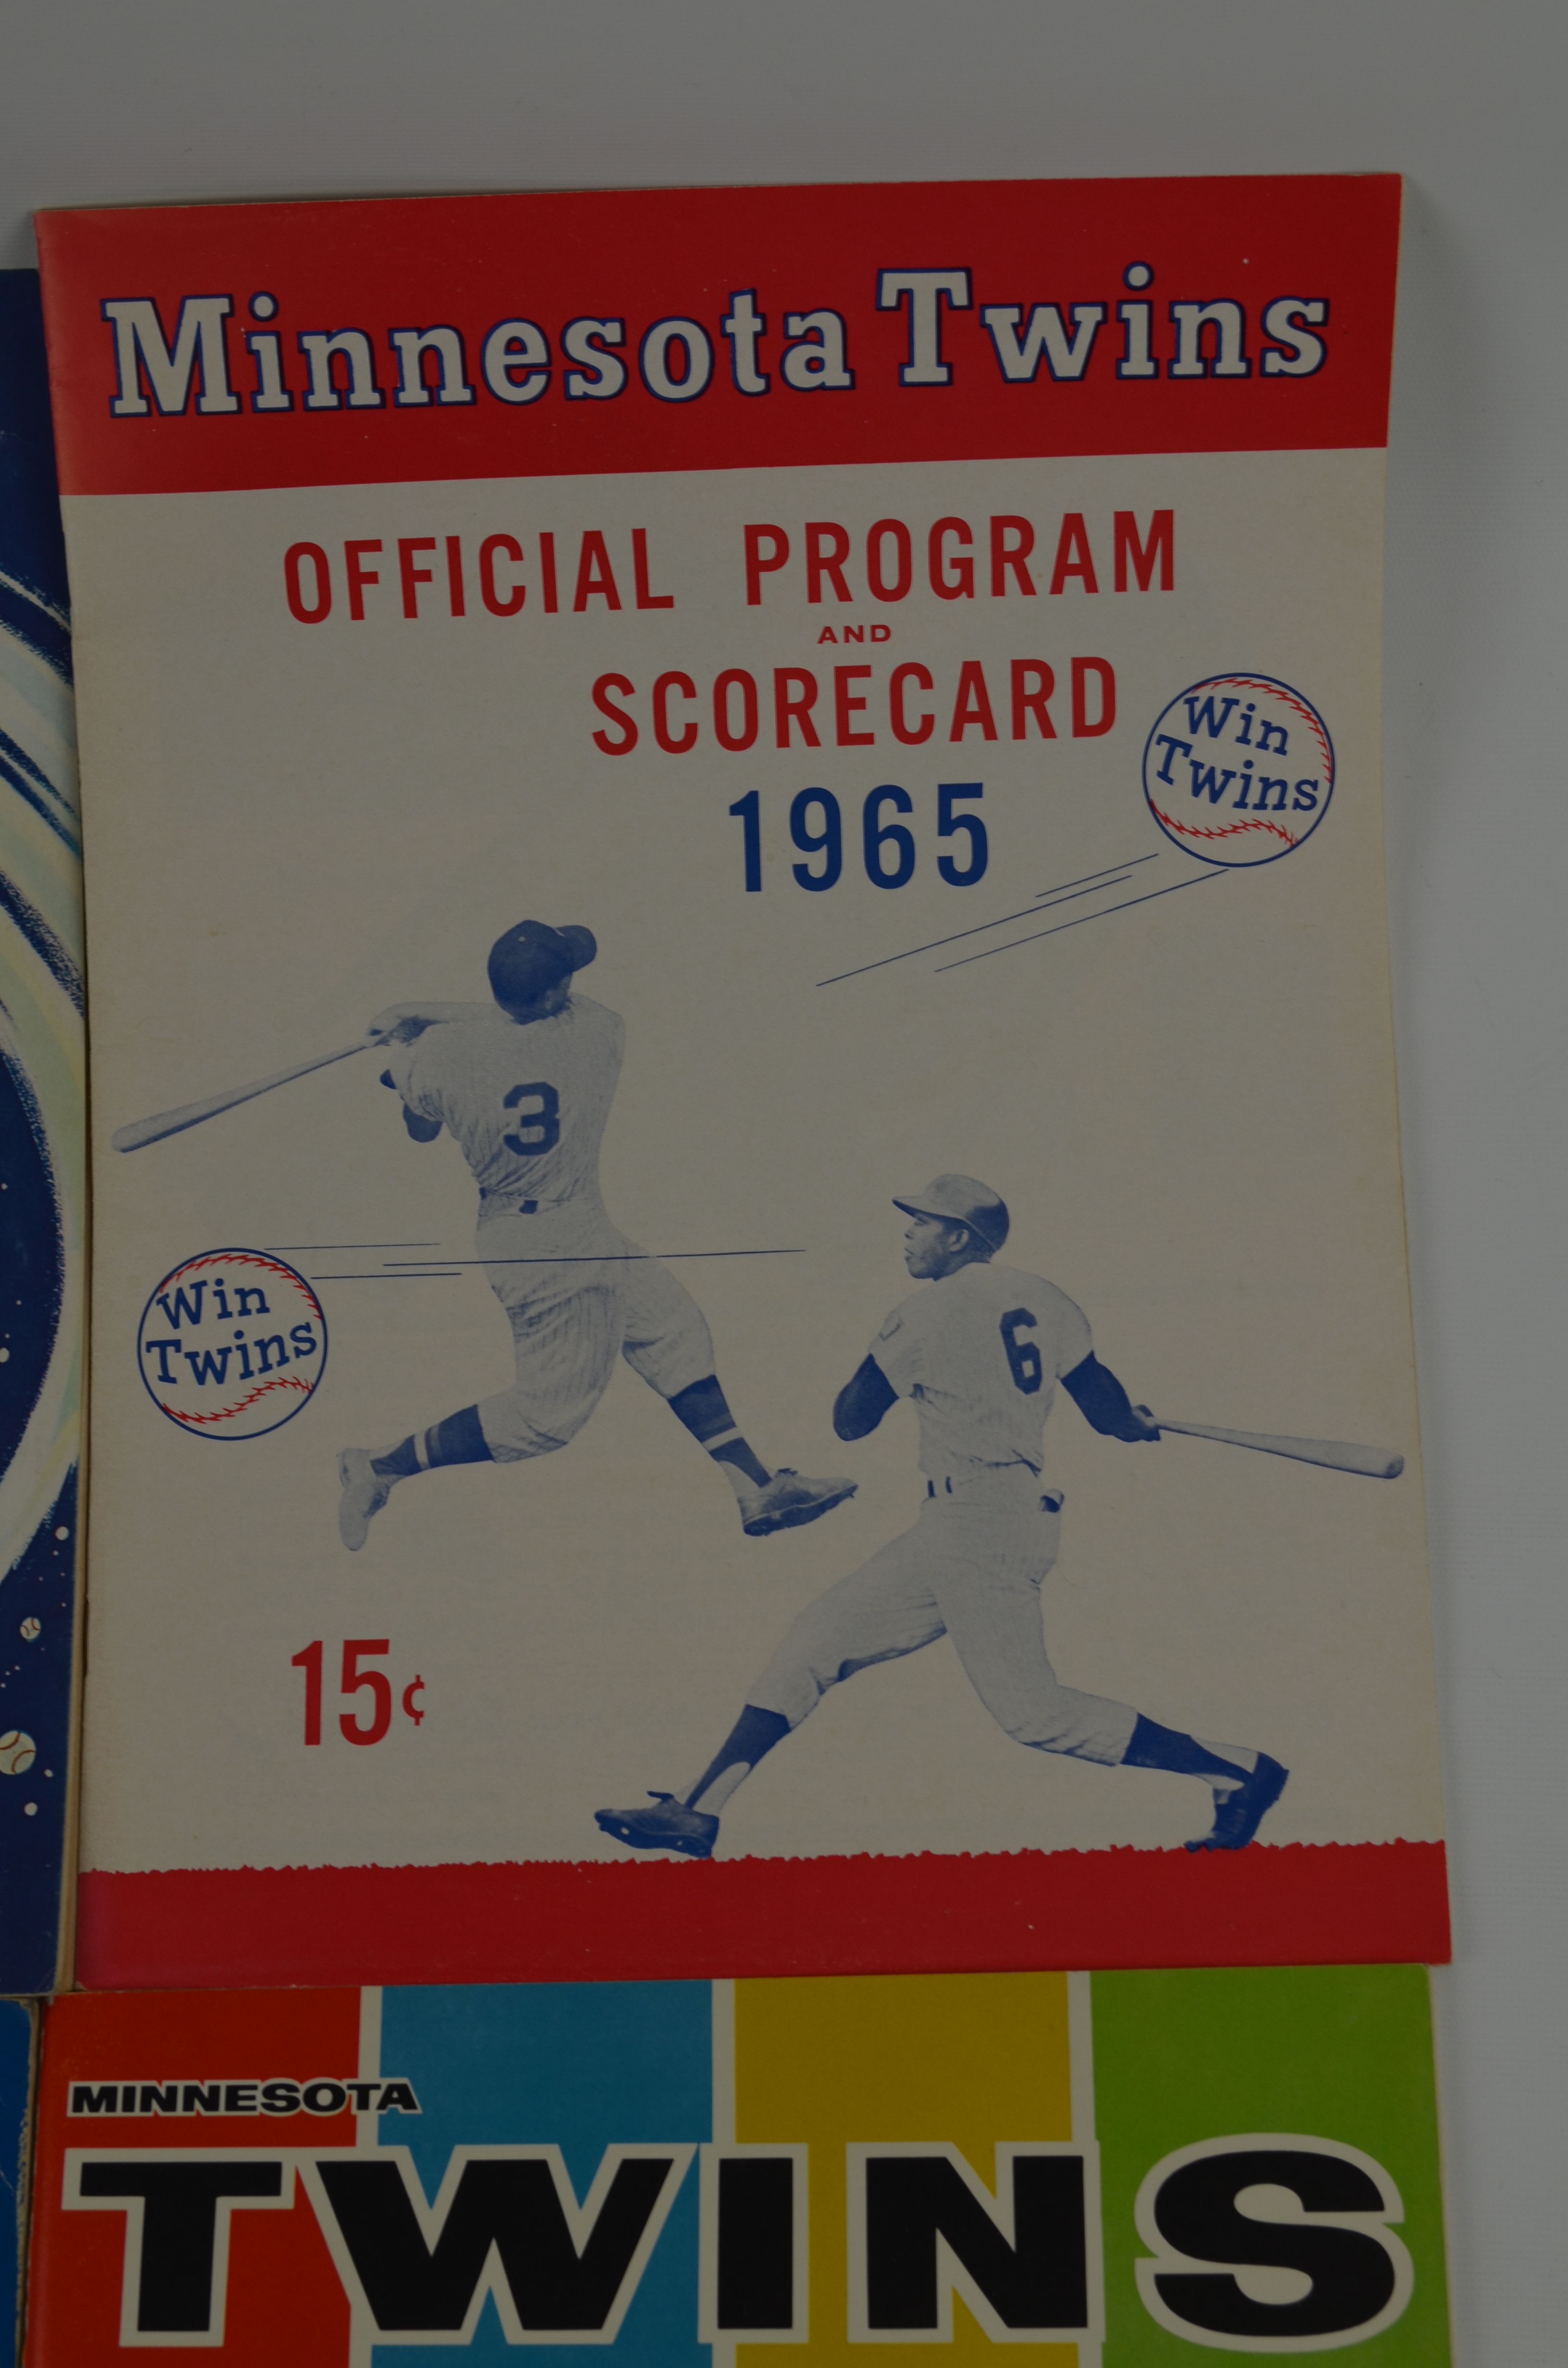 Minnesota Twins
OFFICIAL PROGRAM
AND
SCORECARD
1965
Win
Twins
3
Win
Twins
6
15¢
MINNESOTA
TWINS